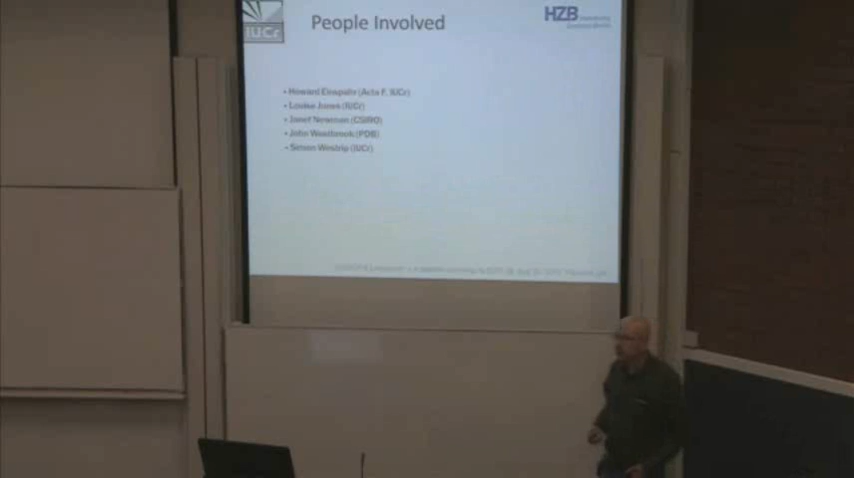 IUCr
People Involved
HZB
• Howard Einspahr (Acta F, IUCr)
• Louise Jones (IUCr)
• Janet Newman (CSIRO)
• John Westbrook (PDB)
• Simon Westrip (IUCr)